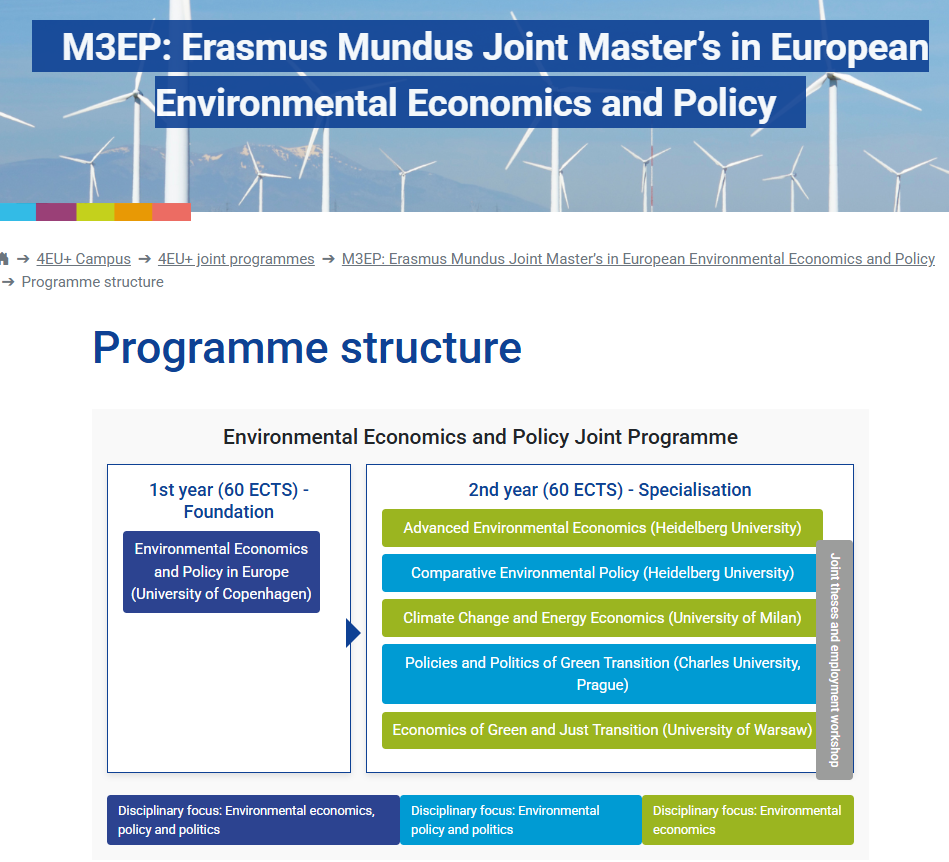 M3EP: Erasmus Mundus Joint Master’s in European
Environmental Economics and Policy
→ 4EU+ Campus → 4EU+ joint programmes → M3EP: Erasmus Mundus Joint Master’s in European Environmental Economics and Policy
→ Programme structure
Programme structure
Environmental Economics and Policy Joint Programme
1st year (60 ECTS) -
Foundation
Environmental Economics
and Policy in Europe
(University of Copenhagen)
2nd year (60 ECTS) - Specialisation
Advanced Environmental Economics (Heidelberg University)
Comparative Environmental Policy (Heidelberg University)
Climate Change and Energy Economics (University of Milan)
Policies and Politics of Green Transition (Charles University,
Prague)
Economics of Green and Just Transition (University of Warsaw)
Joint theses and employment workshop
Disciplinary focus: Environmental economics,
policy and politics
Disciplinary focus: Environmental
policy and politics
Disciplinary focus: Environmental
economics